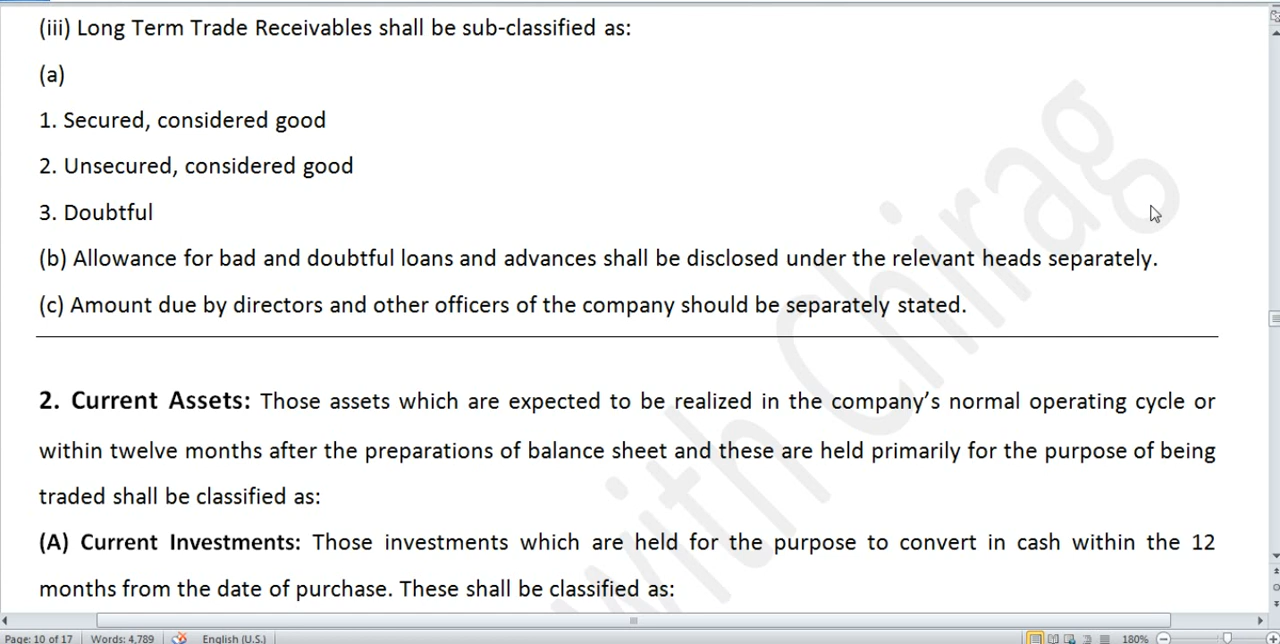 (iii) Long Term Trade Receivables shall be sub-classified as:
(a)
1. Secured, considered good
2. Unsecured, considered good
3. Doubtful
(b) Allowance for bad and doubtful loans and advances shall be disclosed under the relevant heads separately.
(c) Amount due by directors and other officers of the company should be separately stated.
2. Current Assets: Those assets which are expected to be realized in the company’s normal operating cycle or
within twelve months after the preparations of balance sheet and these are held primarily for the purpose of being
traded shall be classified as:
(A) Current Investments: Those investments which are held for the purpose to convert in cash within the 12
months from the date of purchase. These shall be classified as:
with Chirag
Page: 10 of 17 Words: 4,789 English (U.S.) 180%